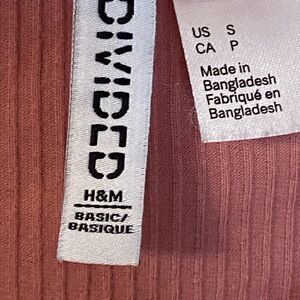 DIVIDED
H&M
BASIC/
BASIQUE
US S
CA P
Made in
Bangladesh
Fabriqué en
Bangladesh